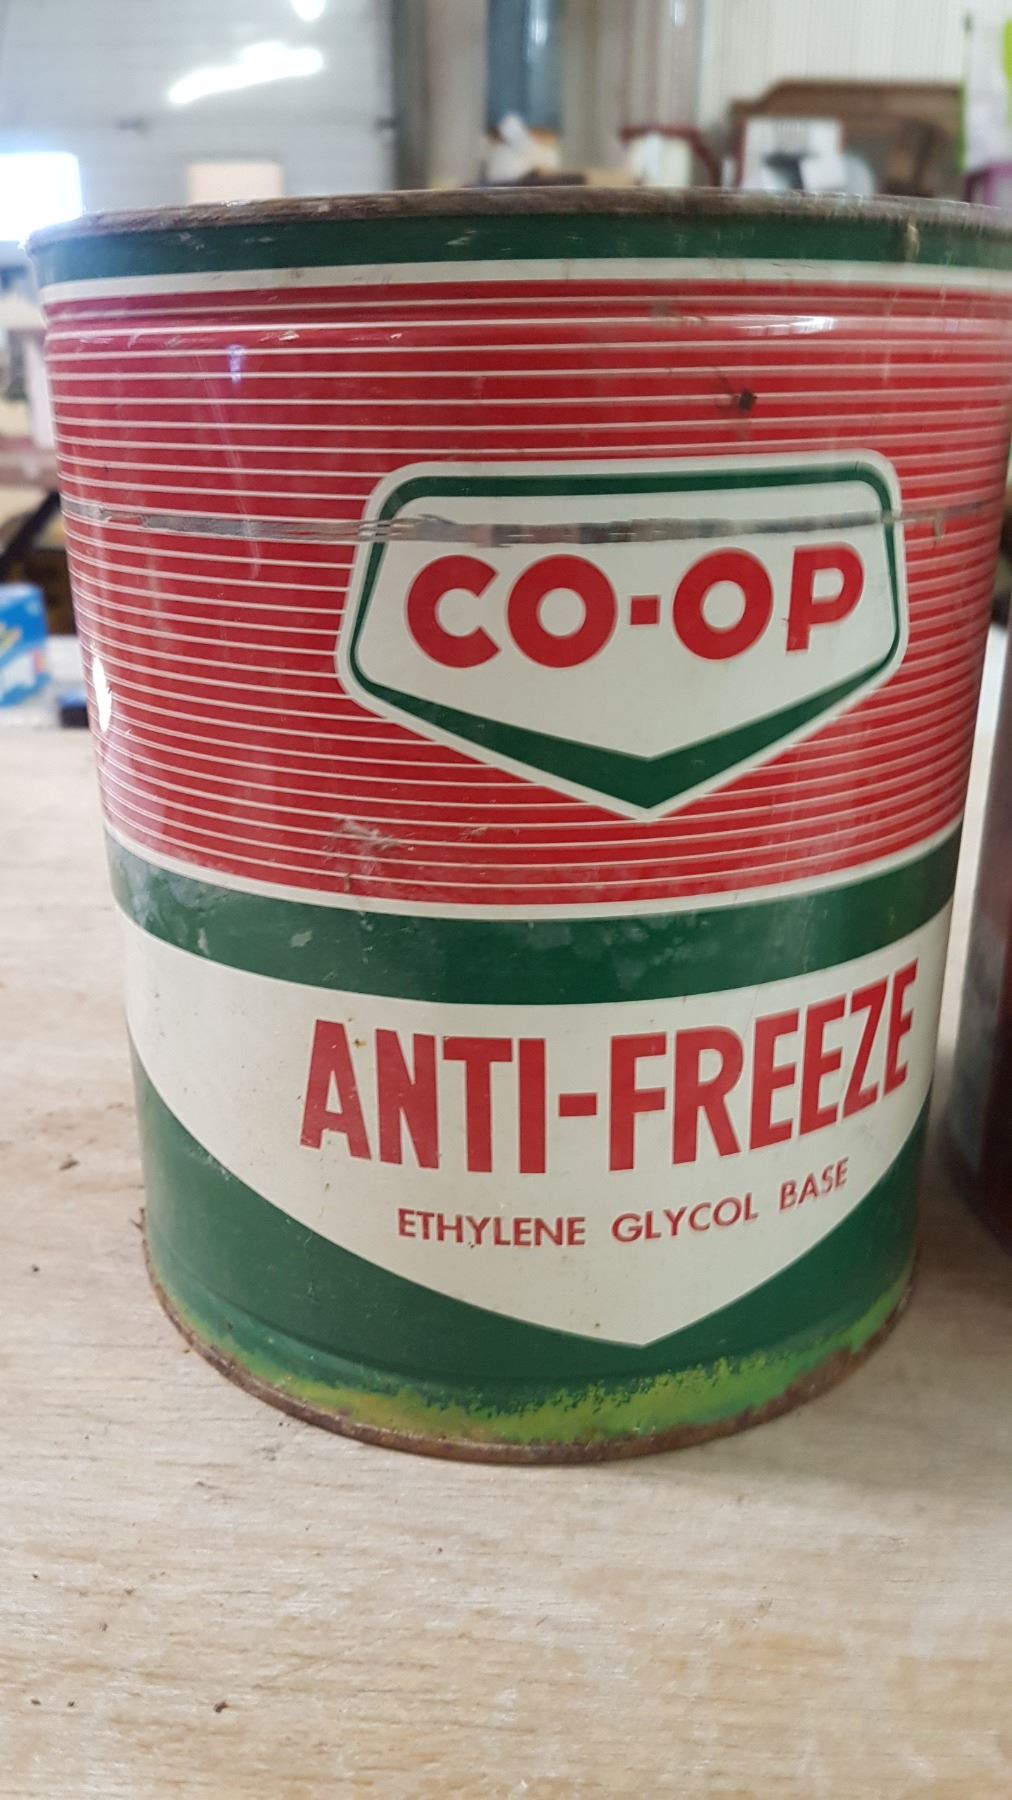 CO-OP
ANTI-FREEZE
ETHYLENE GLYCOL BASE